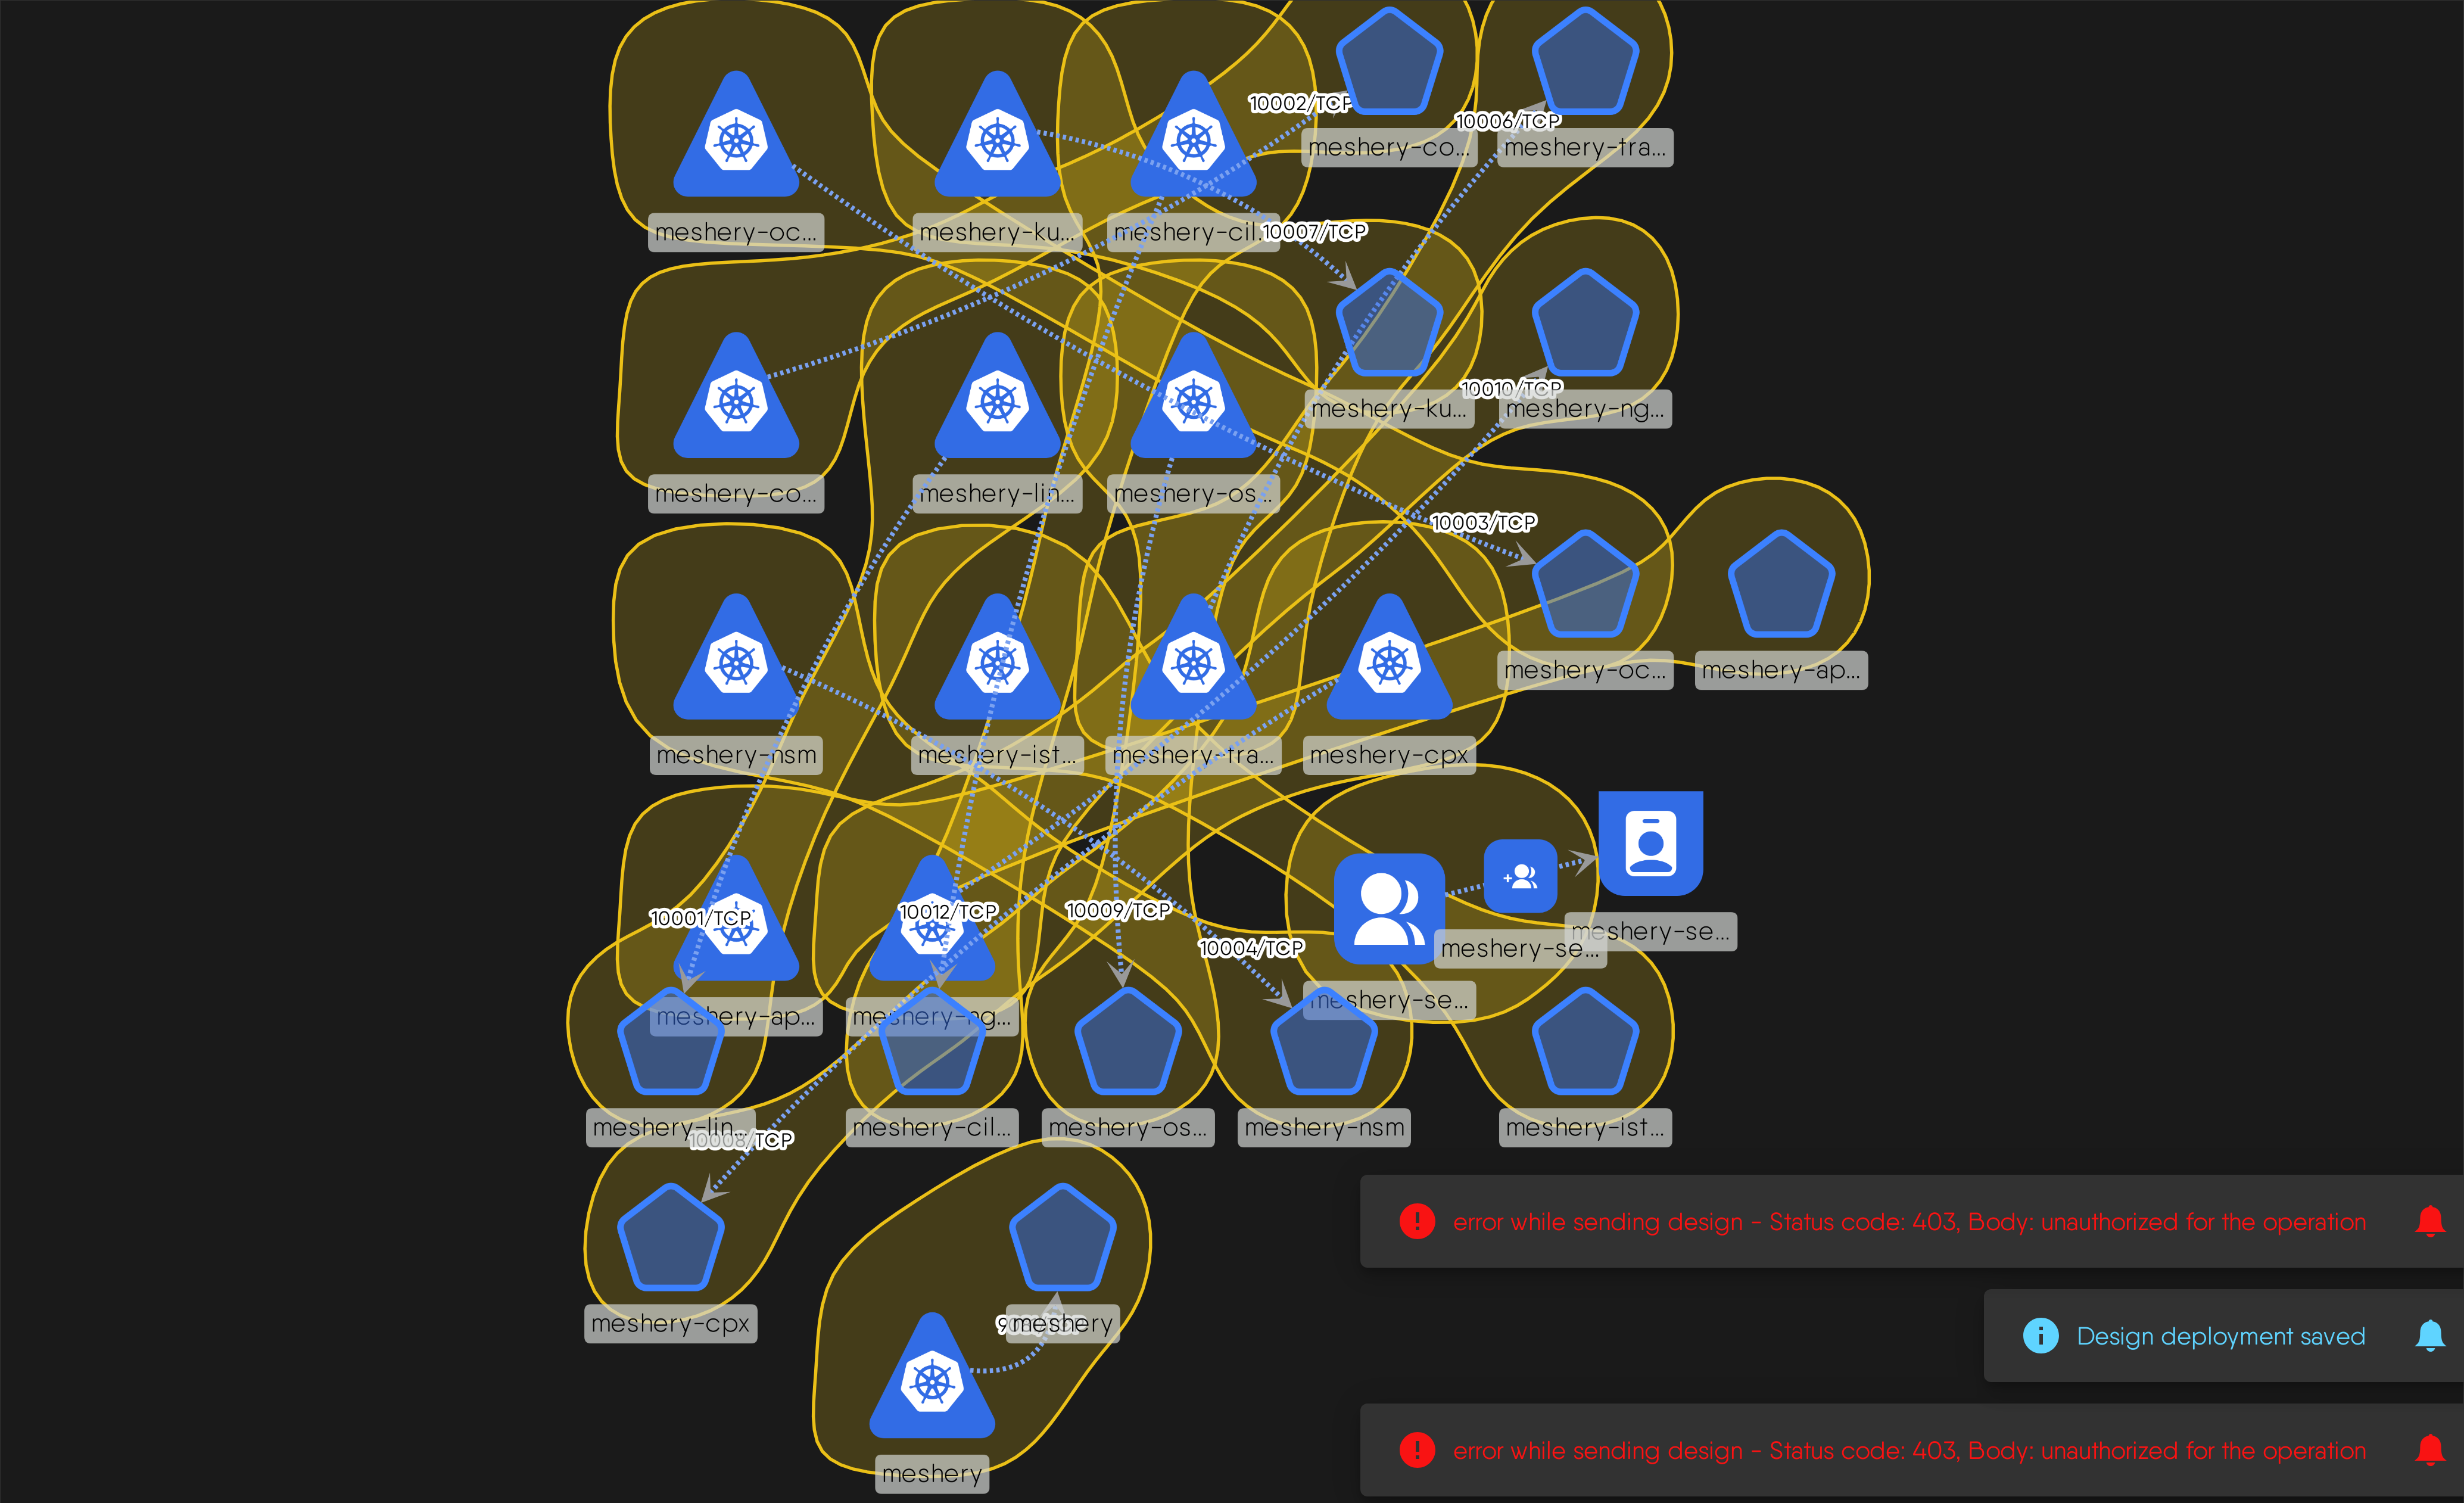 10002/TCP
10006/TCP
meshery-co...
meshery-tra...
meshery-oc...
meshery-ku...
meshery-cil...
10007/TCP
10010/TCP
meshery-ku...
meshery-ng...
meshery-co...
meshery-lin...
meshery-os...
10003/TCP
meshery-oc...
meshery-ap...
meshery-nsm
meshery-ist...
meshery-tra...
meshery-cpx
10001/TCP
10012/TCP
10009/TCP
10004/TCP
meshery-se...
meshery-se...
meshery-se...
meshery-ap...
meshery-ng...
meshery-lin...
meshery-cil...
meshery-os...
meshery-nsm
meshery-ist...
10008/TCP
error while sending design - Status code: 403, Body: unauthorized for the operation
meshery-cpx
meshery
Design deployment saved
error while sending design - Status code: 403, Body: unauthorized for the operation
meshery